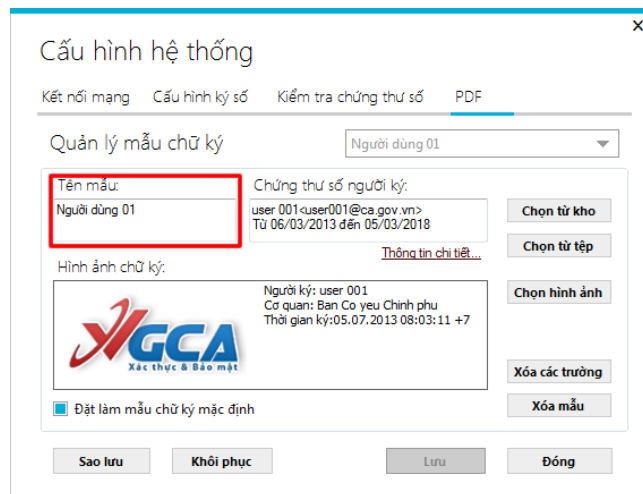 x
Cấu hình hệ thống
Kết nối mạng Cấu hình ký số Kiểm tra chứng thư số PDF
Quản lý mẫu chữ ký Người dùng 01
Tên mẫu: Chứng thư số người ký:
Người dùng 01 user 001<user001@ca.gov.vn>
Từ 06/03/2013 đến 05/03/2018
Chọn từ kho
Thông tin chi tiết... Chọn từ tệp
Hình ảnh chữ ký:
Người ký: user 001 Chọn hình ảnh
Cơ quan: Ban Co yeu Chinh phu
Thời gian ký:05.07.2013 08:03:11 +7
VGCA
Xác thực & Bảo mật
Xóa các trường
Đặt làm mẫu chữ ký mặc định Xóa mẫu
Sao lưu Khôi phục Lưu Đóng